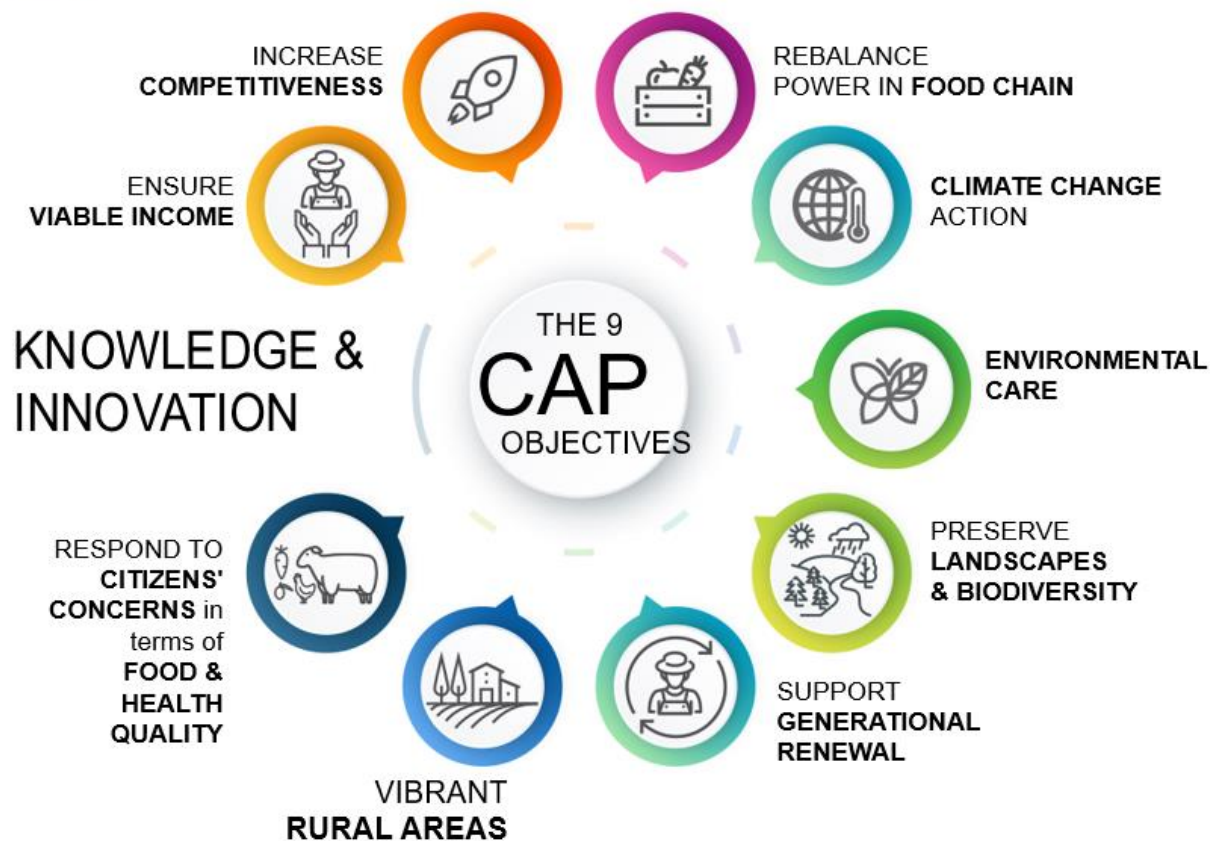 THE 9
CAP
OBJECTIVES
INCREASE
COMPETITIVENESS
REBALANCE
POWER IN FOOD CHAIN
CLIMATE CHANGE
ACTION
ENVIRONMENTAL
CARE
PRESERVE
LANDSCAPES
& BIODIVERSITY
SUPPORT
GENERATIONAL
RENEWAL
VIBRANT
RURAL AREAS
RESPOND TO
CITIZENS'
CONCERNS in
terms of
FOOD &
HEALTH
QUALITY
KNOWLEDGE &
INNOVATION
ENSURE
VIABLE INCOME